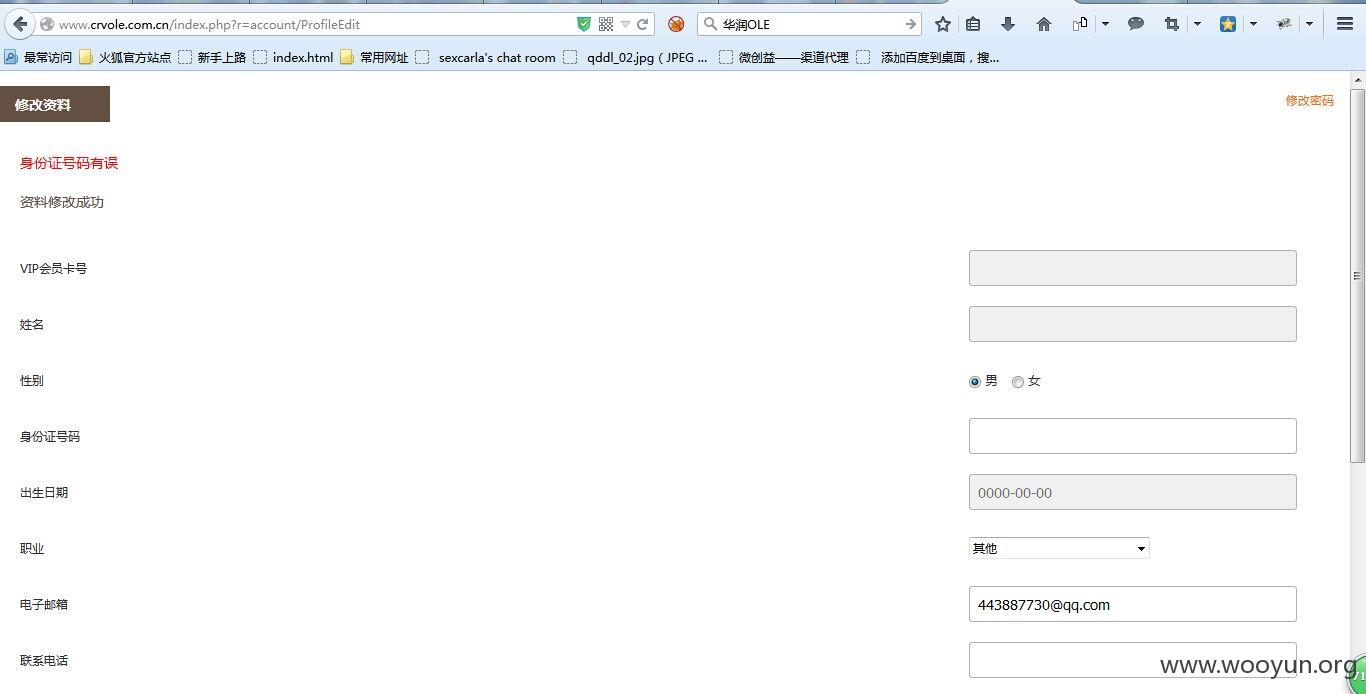 www.crvole.com.cn/index.php?r=account/ProfileEdit
华润OLE
最常访问 火狐官方站点 新手上路 index.html 常用网址 sexcarla's chat room qddl_02.jpg ( JPEG ... 微创益——渠道代理 添加百度到桌面，搜...
修改资料
修改密码
身份证号码有误
资料修改成功
VIP会员卡号
姓名
性别 男 女
身份证号码
出生日期 0000-00-00
职业 其他
电子邮箱 443887730@qq.com
联系电话
www.wooyun.org